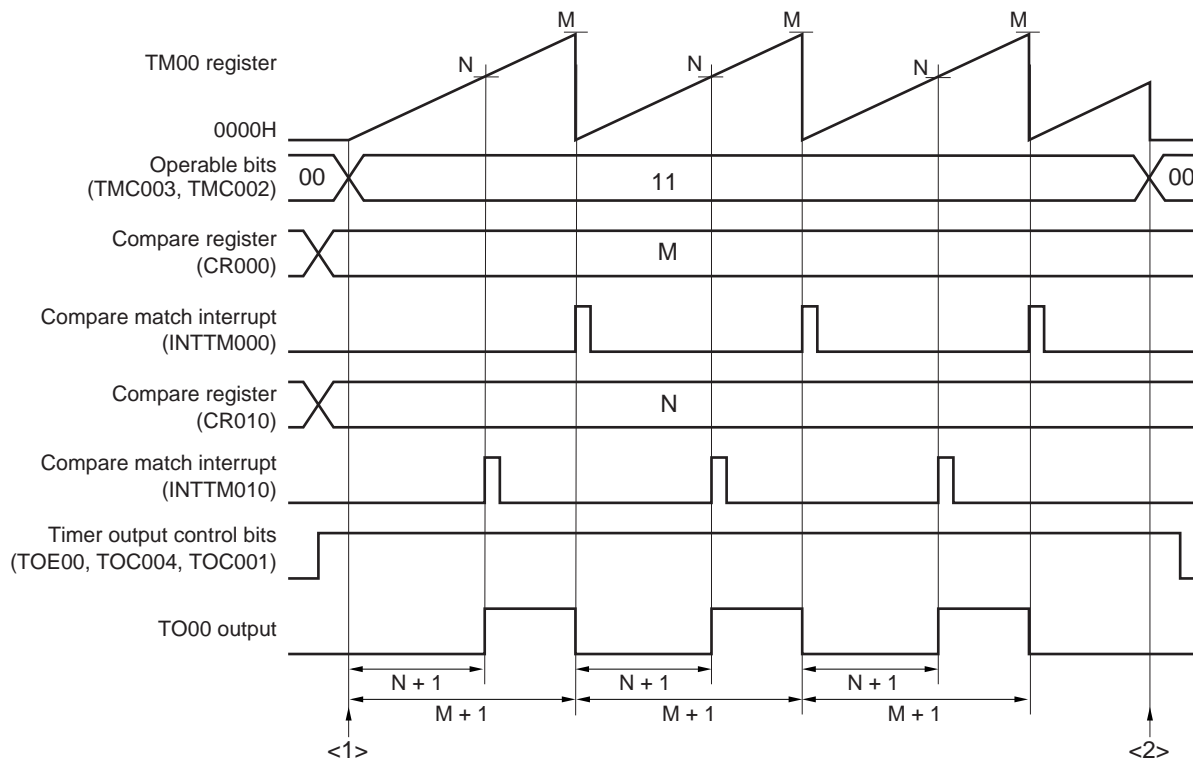 M M M
TM00 register
N N N
0000H
Operable bits
(TMC003, TMC002)
00 11 00
Compare register
(CR000)
M
Compare match interrupt
(INTTM000)
Compare register
(CR010)
N
Compare match interrupt
(INTTM010)
Timer output control bits
(TOE00, TOC004, TOC001)
TO00 output
N + 1 N + 1 N + 1
M + 1 M + 1 M + 1
<1> <2>